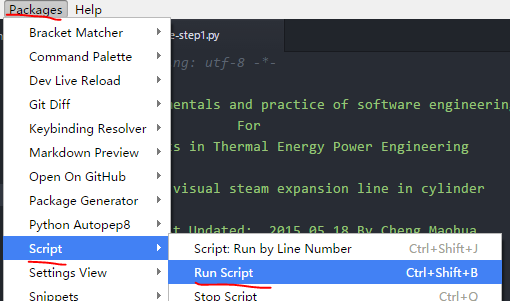 Packages Help
e-step1.py
Bracket Matcher
Command Palette
Dev Live Reload
Git Diff
Keybinding Resolver
Markdown Preview
Open On GitHub
Package Generator
Python Autopep8
Script
Settings View
Snippets
ing: utf-8 -*-
mentals and practice of software engineerin
For
s in Thermal Energy Power Engineering
visual steam expansion line in cylinder
t Updated: 2015.05.18 By Cheng Maohua
Script: Run by Line Number Ctrl+Shift+J
Run Script Ctrl+Shift+B
Stop Script Ctrl+Q